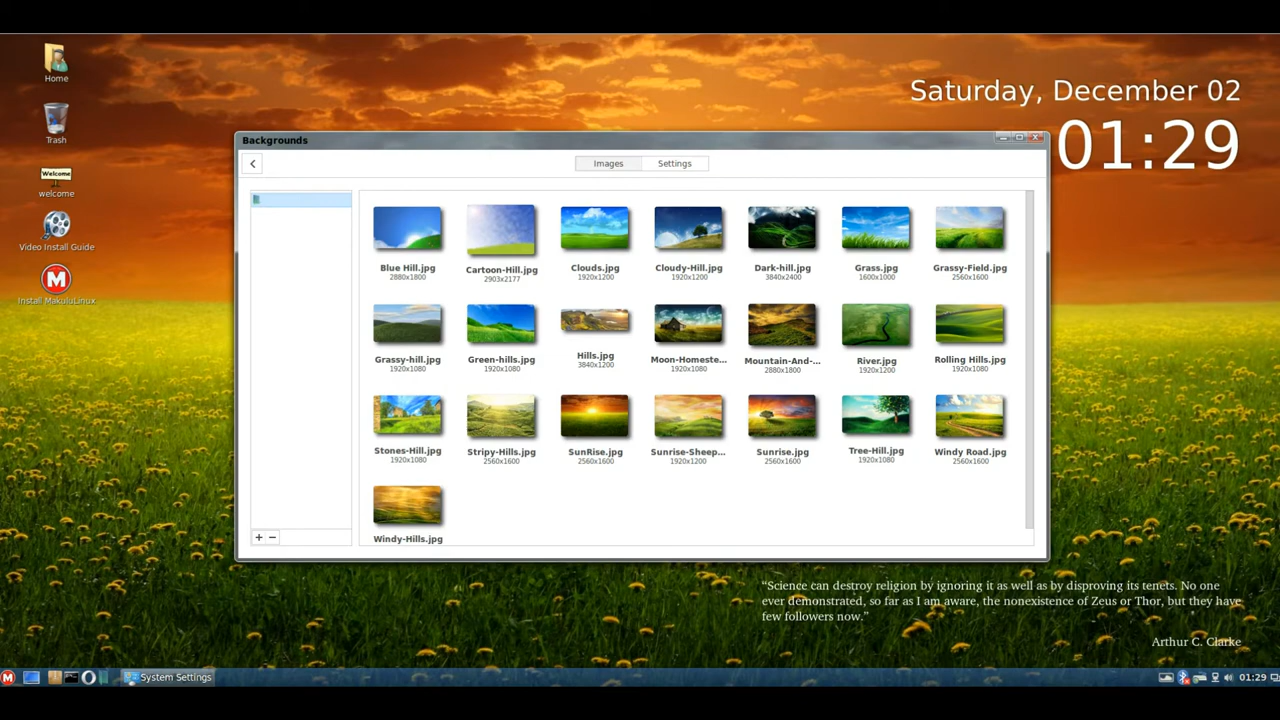 Home
Trash
Welcome
welcome
Video Install Guide
M
Install MakuluLinux
Saturday, December 02
01:29
Backgrounds
Images
Settings
Blue Hill.jpg
2880x1800
Cartoon-Hill.jpg
2903x2177
Clouds.jpg
1920x1200
Cloudy-Hill.jpg
1920x1200
Dark-hill.jpg
3840x2400
Grass.jpg
1600x1000
Grassy-Field.jpg
2560x1600
Grassy-hill.jpg
1920x1080
Green-hills.jpg
1920x1080
Hills.jpg
3840x1200
Moon-Homeste...
1920x1080
Mountain-And-...
2880x1800
River.jpg
1920x1200
Rolling Hills.jpg
1920x1080
Stones-Hill.jpg
1920x1080
Stripy-Hills.jpg
2560x1600
SunRise.jpg
2560x1600
Sunrise-Sheep...
1920x1200
Sunrise.jpg
2560x1600
Tree-Hill.jpg
1920x1080
Windy Road.jpg
2560x1600
Windy-Hills.jpg
“Science can destroy religion by ignoring it as well as by disproving its tenets. No one
ever demonstrated, so far as I am aware, the nonexistence of Zeus or Thor, but they have
few followers now.”
Arthur C. Clarke
M
System Settings
01:29